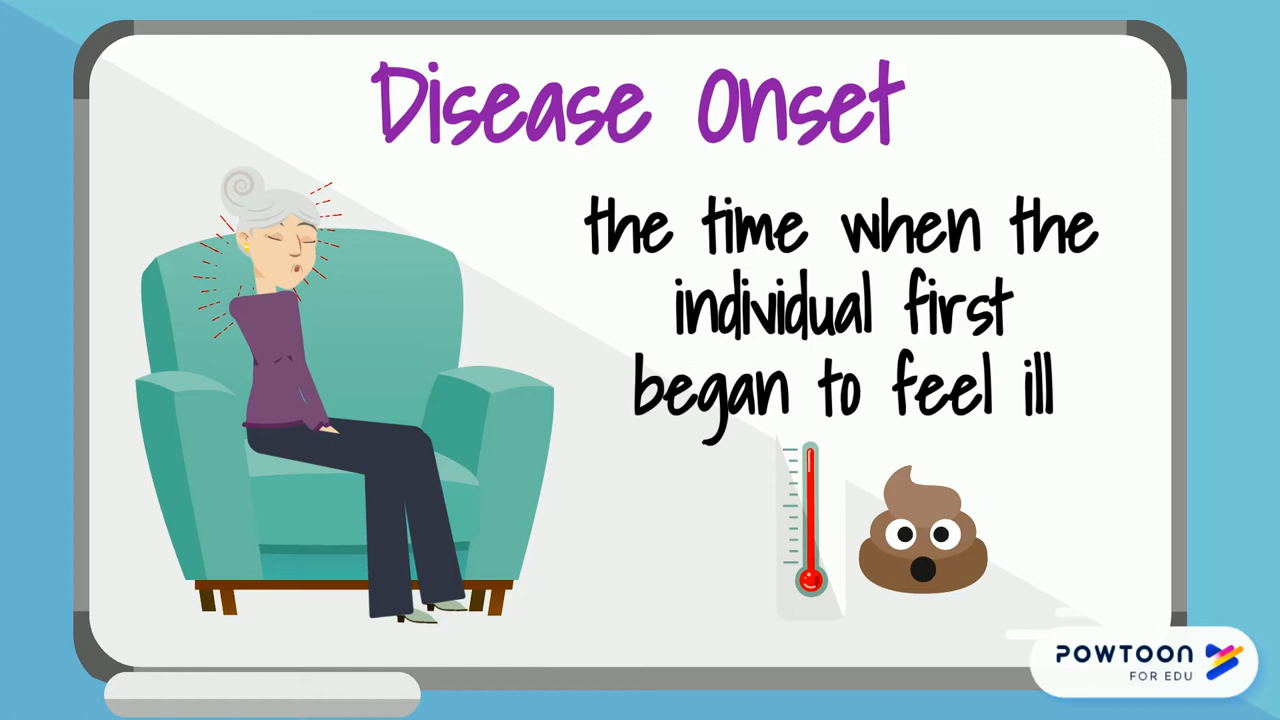 Disease Onset
the time when the
individual first
began to feel ill
POWTOON
FOR EDU